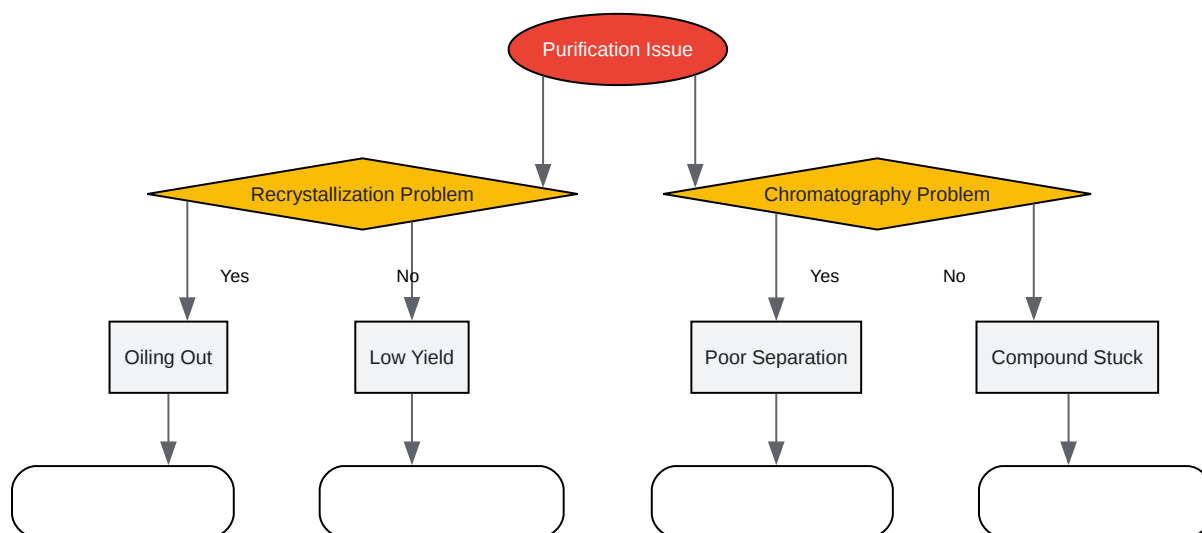 Purification Issue
Recrystallization Problem
Chromatography Problem
Yes
No
Yes
No
Oiling Out
Low Yield
Poor Separation
Compound Stuck